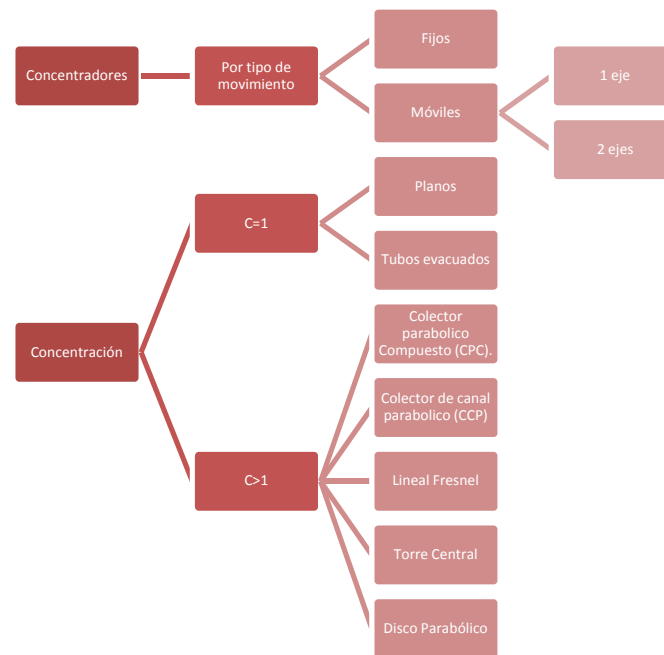 Concentradores
Por tipo de
movimiento
Fijos
Móviles
1 eje
2 ejes
Concentración
C=1
Planos
Tubos evacuados
C>1
Colector
parabolico
Compuesto (CPC).
Colector de canal
parabolico (CCP)
Lineal Fresnel
Torre Central
Disco Parabólico